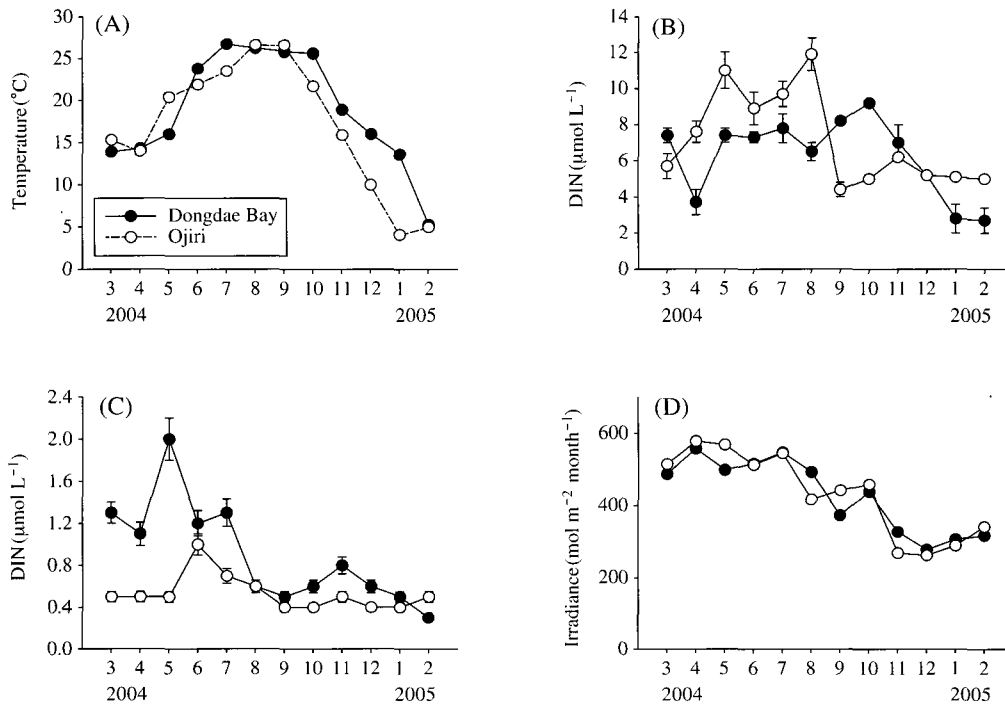 (A)
Temperature (°C)
30
25
20
15
10
5
0
Dongdae Bay
Ojiri
3 4 5 6 7 8 9 10 11 12 1 2
2004 2005
(B)
DIN (µmol L⁻¹)
14
12
10
8
6
4
2
0
3 4 5 6 7 8 9 10 11 12 1 2
2004 2005
(C)
DIN (µmol L⁻¹)
2.4
2.0
1.6
1.2
0.8
0.4
0.0
3 4 5 6 7 8 9 10 11 12 1 2
2004 2005
(D)
Irradiance (mol m⁻² month⁻¹)
600
400
200
0
3 4 5 6 7 8 9 10 11 12 1 2
2004 2005